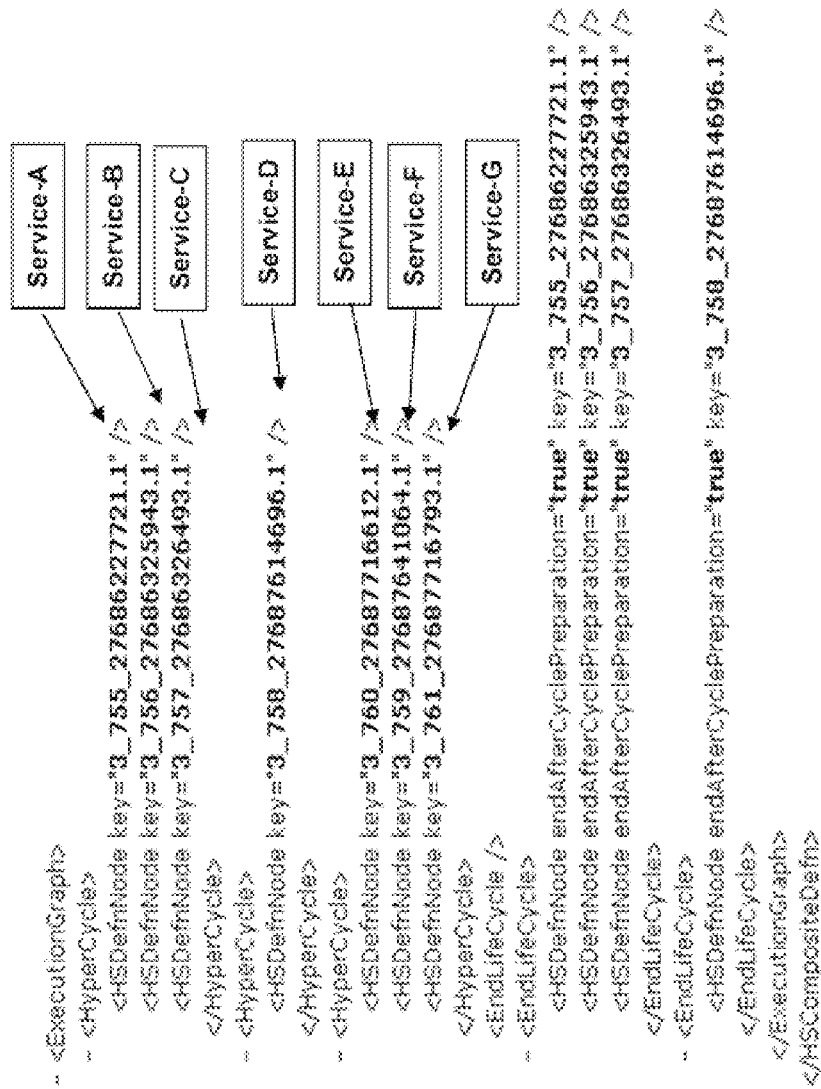 - <ExecutionGraph>
- <HyperCycle>
<HSDefnNode key="3_755_27686227721.1" />
<HSDefnNode key="3_756_27686325943.1" />
<HSDefnNode key="3_757_27686326493.1" />
</HyperCycle>
- <HyperCycle>
<HSDefnNode key="3_758_27687614696.1" />
</HyperCycle>
- <HyperCycle>
<HSDefnNode key="3_760_27687716612.1" />
<HSDefnNode key="3_759_27687641064.1" />
<HSDefnNode key="3_761_27687716793.1" />
</HyperCycle>
<EndLifeCycle />
- <EndLifeCycle>
<HSDefnNode endAfterCyclePreparation="true" key="3_755_27686227721.1" />
<HSDefnNode endAfterCyclePreparation="true" key="3_756_27686325943.1" />
<HSDefnNode endAfterCyclePreparation="true" key="3_757_27686326493.1" />
</EndLifeCycle>
- <EndLifeCycle>
<HSDefnNode endAfterCyclePreparation="true" key="3_758_27687614696.1" />
</EndLifeCycle>
</ExecutionGraph>
</HSCompositeDefn>
Service-A
Service-B
Service-C
Service-D
Service-E
Service-F
Service-G